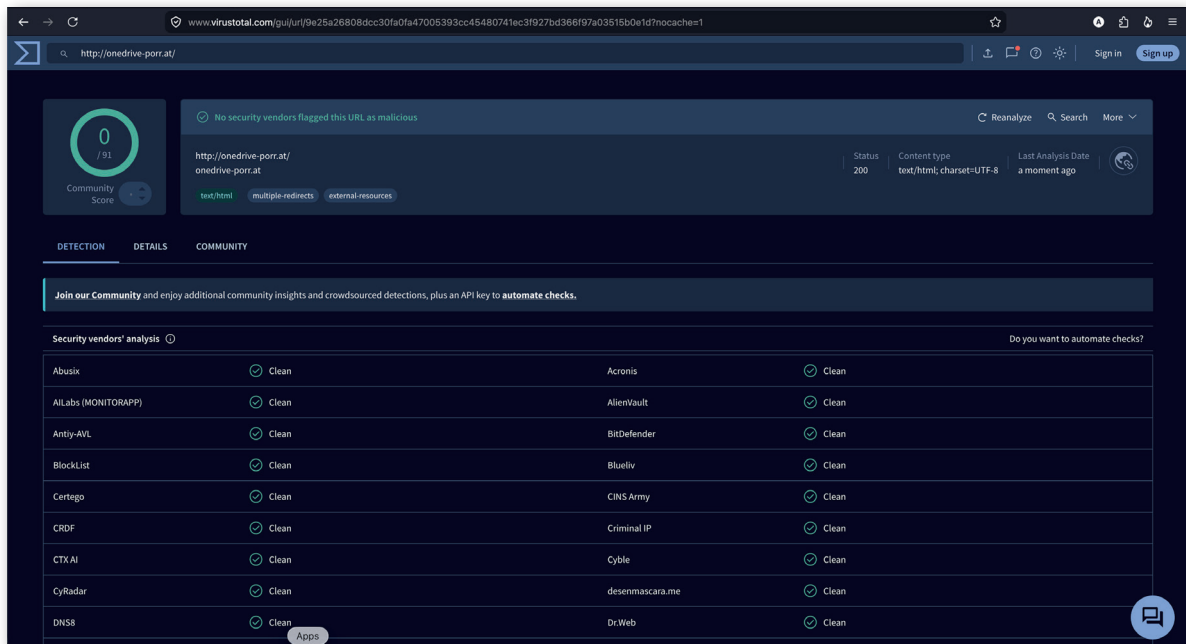 www.virustotal.com/gui/url/9e25a26808dcc30fa0fa47005393cc45480741ec3f927bd366f97a03515b0e1d?nocache=1
http://onedrive-porr.at/
Sign in
Sign up
0
/ 91
Community
Score
-
No security vendors flagged this URL as malicious
Reanalyze
Search
More
http://onedrive-porr.at/
onedrive-porr.at
Status
200
Content type
text/html; charset=UTF-8
Last Analysis Date
a moment ago
text/html
multiple-redirects
external-resources
DETECTION
DETAILS
COMMUNITY
Join our Community and enjoy additional community insights and crowdsourced detections, plus an API key to automate checks.
Security vendors' analysis
Do you want to automate checks?
Abusix Clean Acronis Clean
AILabs (MONITORAPP) Clean AlienVault Clean
Antiy-AVL Clean BitDefender Clean
BlockList Clean Blueliv Clean
Certego Clean CINS Army Clean
CRDF Clean Criminal IP Clean
CTX AI Clean Cyble Clean
CyRadar Clean desenmascara.me Clean
DNS8 Clean Dr.Web Clean
Apps